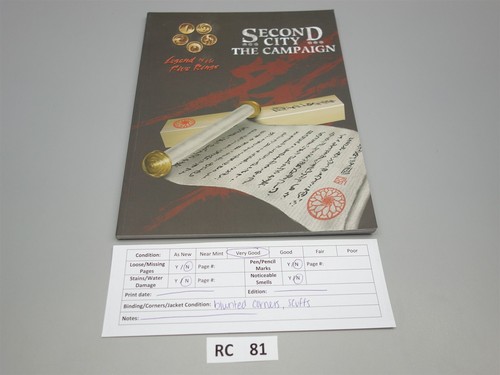 SECOND
CITY
THE CAMPAIGN
Legend of the
Five Rings
Condition: As New Near Mint Very Good Good Fair Poor
Loose/Missing Pages Y / N Page #: Pen/Pencil Marks Y / N Page #:
Stains/Water Damage Y / N Page #: Noticeable Smells Y / N
Print date: Edition:
Binding/Corners/Jacket Condition: blunted corners, scuffs
Notes:
RC 81